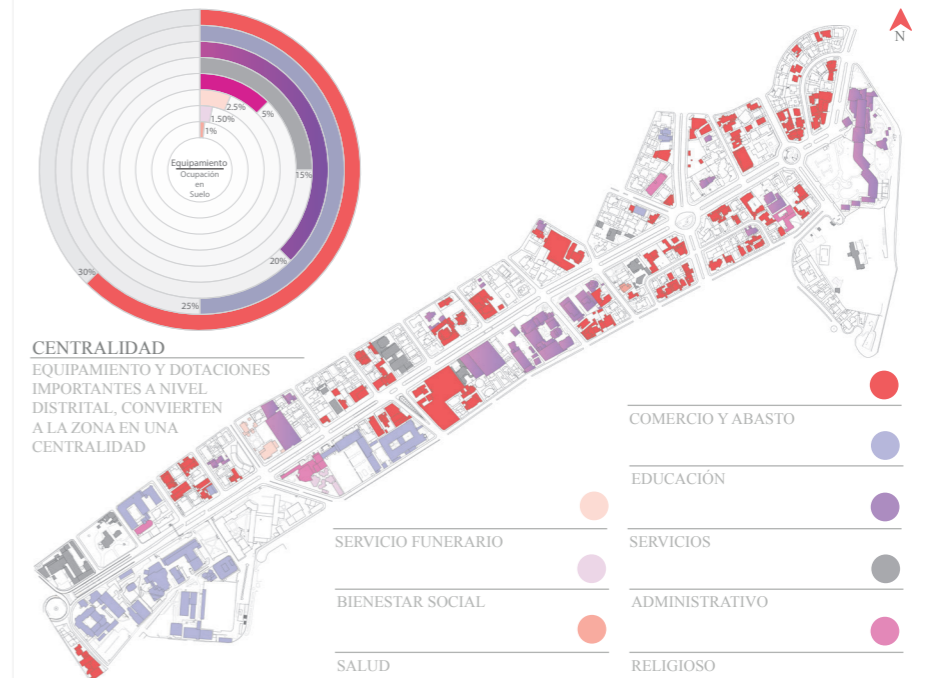 N
2.5%
1.50%
5%
1%
Equipamiento
Ocupación
en
Suelo
15%
20%
30%
25%
CENTRALIDAD
EQUIPAMIENTO Y DOTACIONES
IMPORTANTES A NIVEL
DISTRITAL, CONVIERTEN
A LA ZONA EN UNA
CENTRALIDAD
COMERCIO Y ABASTO
EDUCACIÓN
SERVICIO FUNERARIO
SERVICIOS
BIENESTAR SOCIAL
ADMINISTRATIVO
SALUD
RELIGIOSO